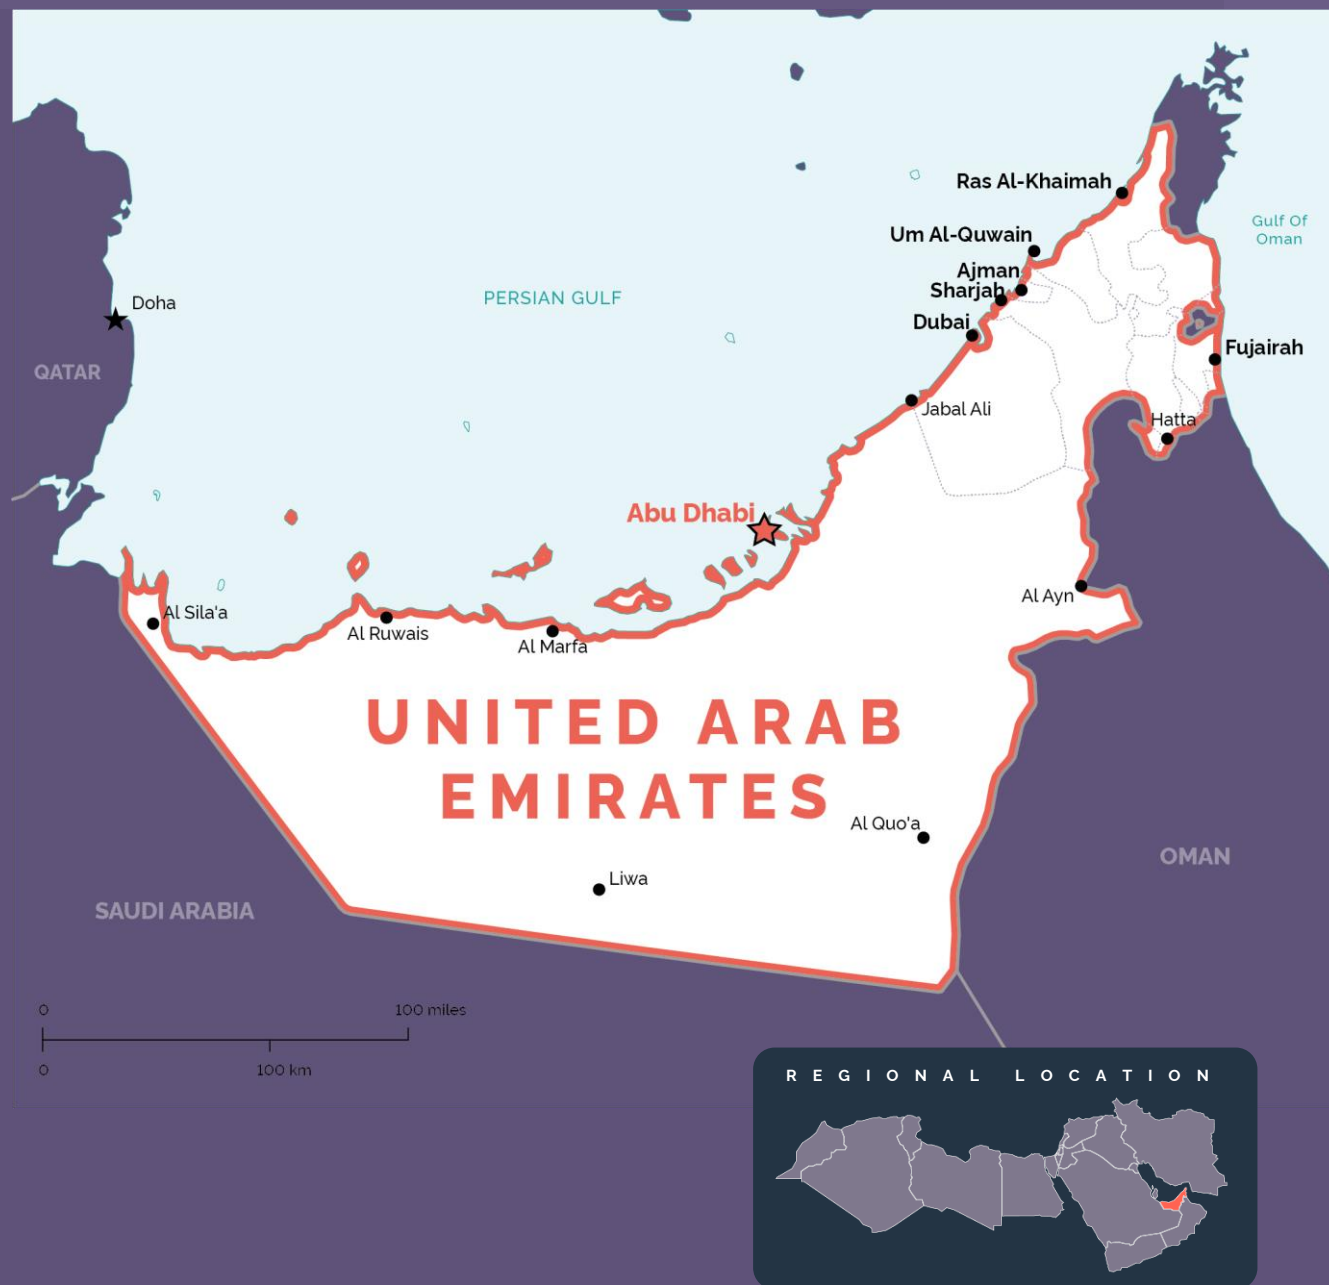 Ras Al-Khaimah
Gulf Of
Oman
Um Al-Quwain
Ajman
Sharjah
PERSIAN GULF
Doha
Dubai
Fujairah
QATAR
Jabal Ali
Hatta
Abu Dhabi
Al Ayn
Al Sila'a
Al Ruwais
Al Marfa
UNITED ARAB
EMIRATES
Al Quo'a
OMAN
Liwa
SAUDI ARABIA
0 100 miles
0 100 km
REGIONAL LOCATION